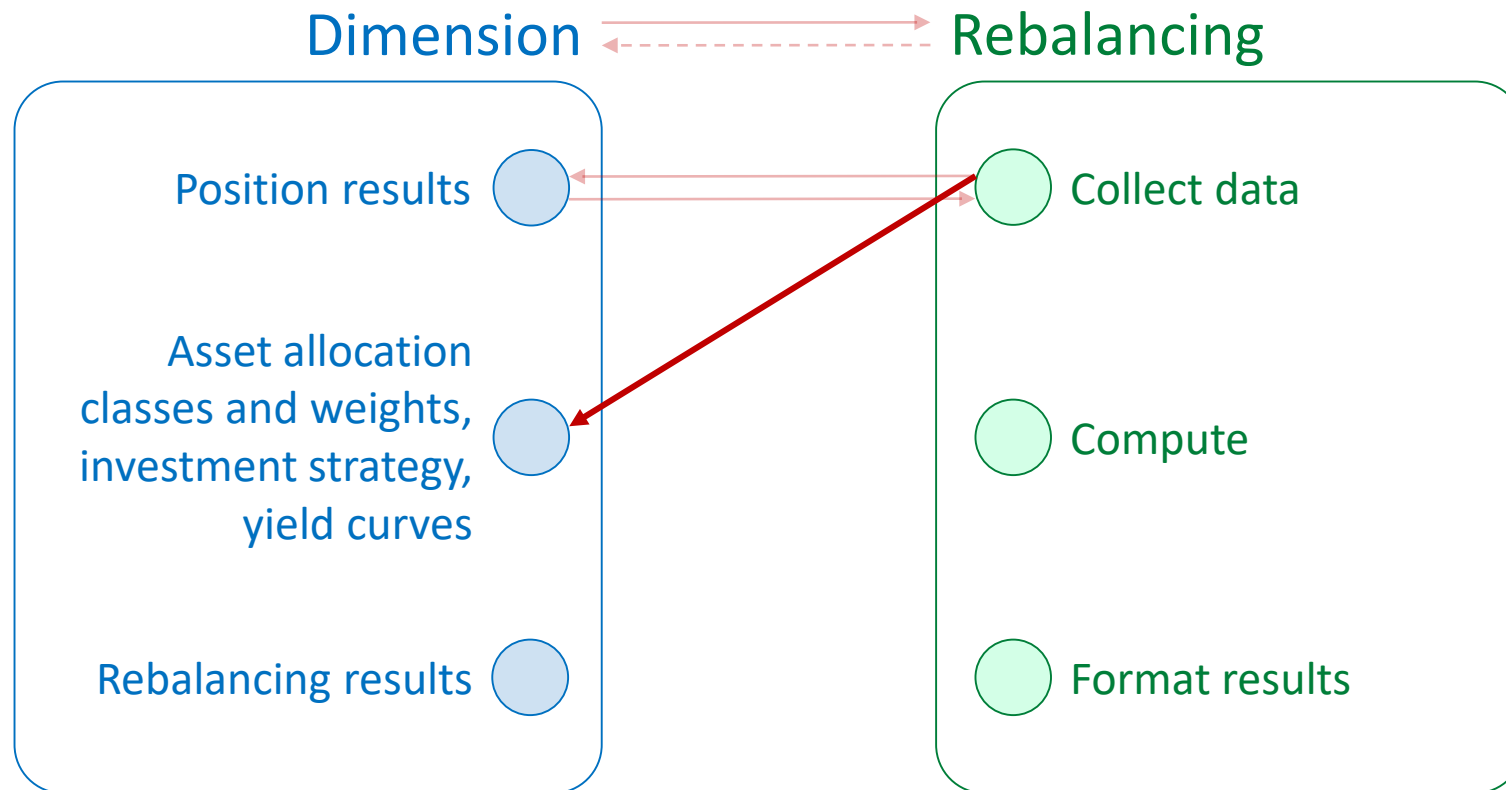 Dimension
Rebalancing
Position results
Collect data
Asset allocation
classes and weights,
investment strategy,
yield curves
Compute
Rebalancing results
Format results